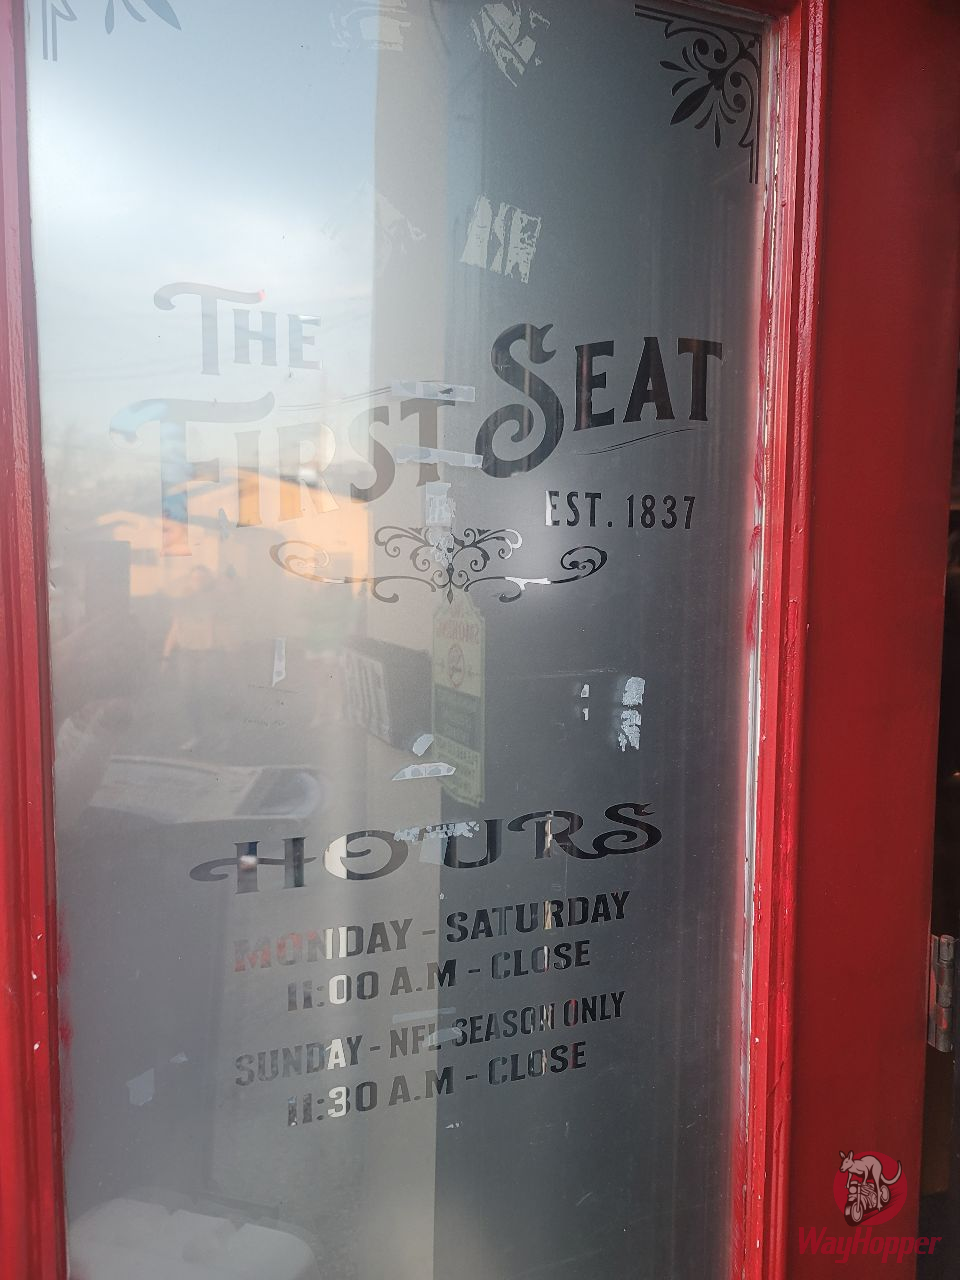 THE
FIRST SEAT
EST. 1837
SMOKING
HOURS
MONDAY - SATURDAY
11:00 A.M - CLOSE
SUNDAY - NFL SEASON ONLY
11:30 A.M - CLOSE
WayHopper